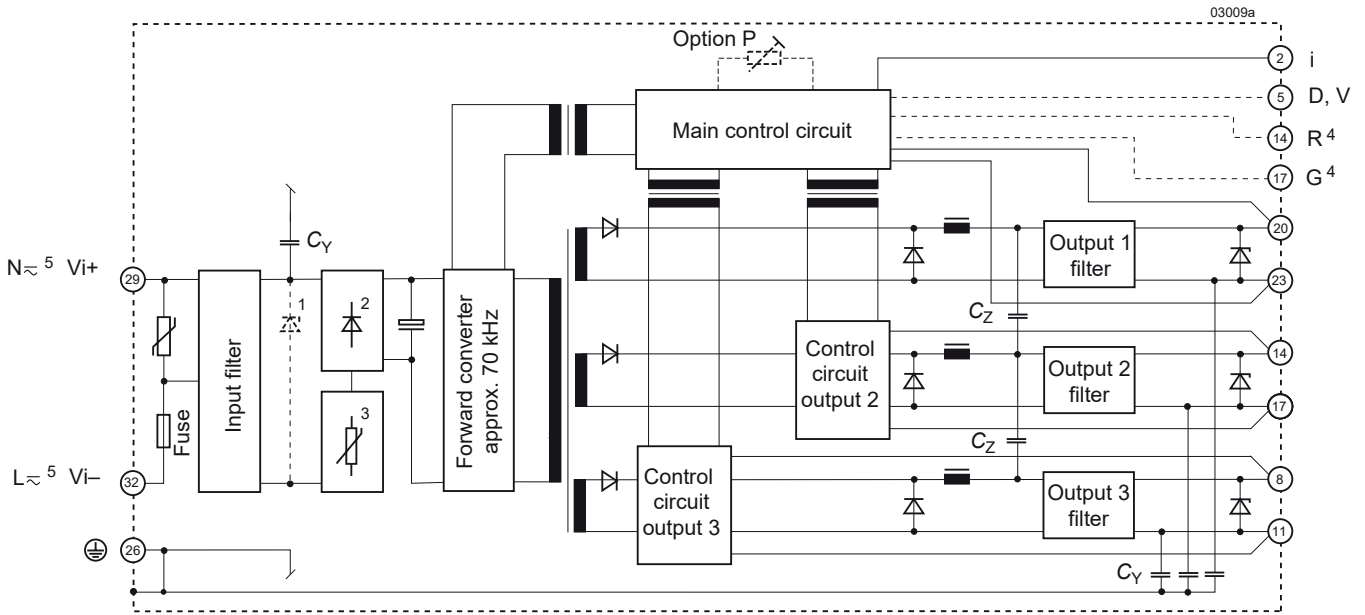 03009a
Option P
2 i
5 D, V
Main control circuit
14 R 4
17 G 4
20
CY
Output 1
filter
N≂ 5 Vi+
29
23
1
2
CZ
Input filter
Forward converter
approx. 70 kHz
Control
circuit
output 2
14
Output 2
filter
Fuse
3
17
CZ
L≂ 5 Vi–
32
Control
circuit
output 3
8
Output 3
filter
11
26
CY